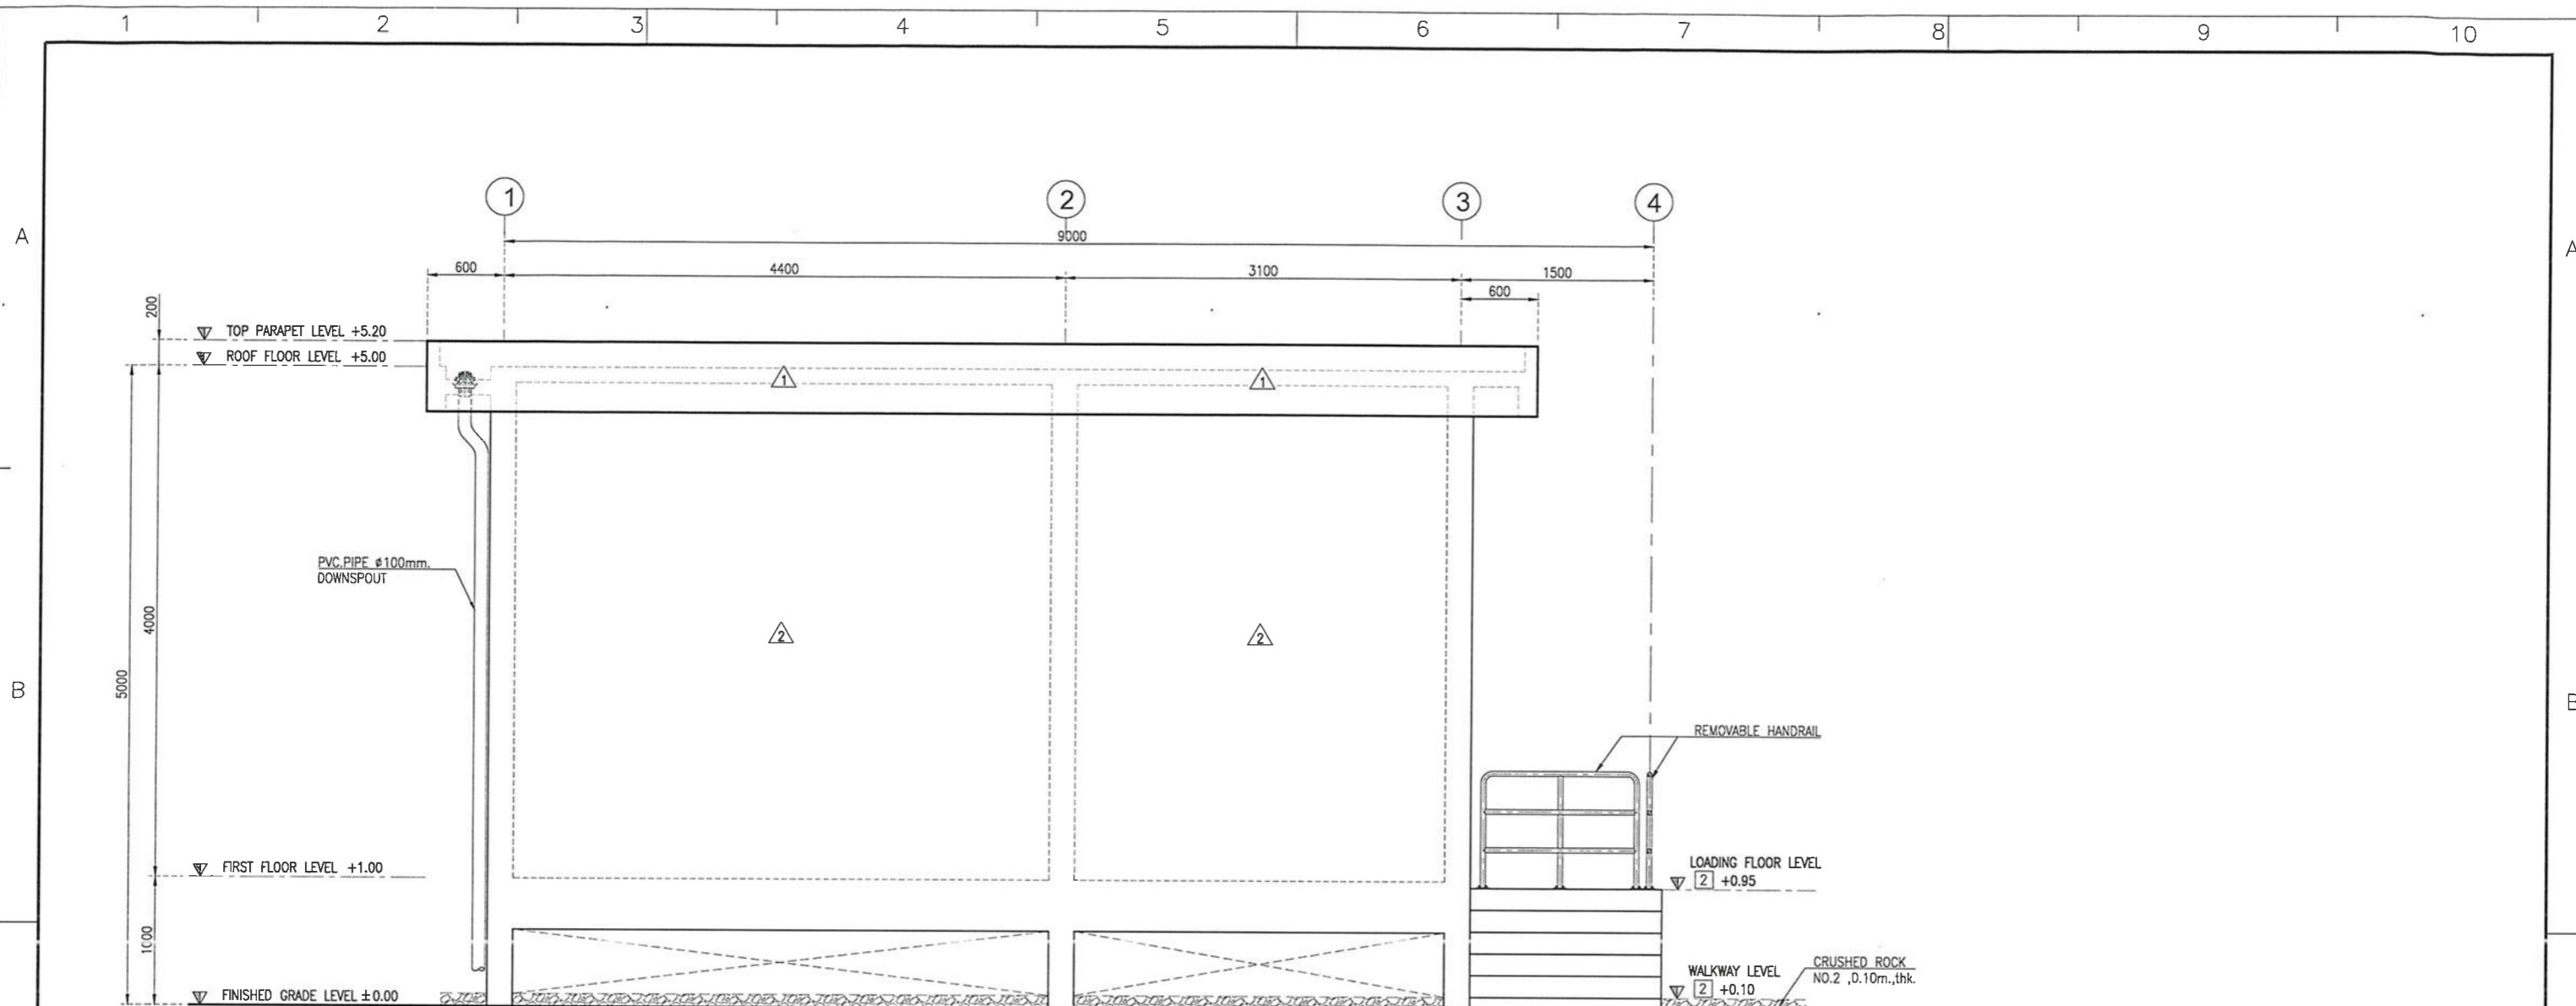 1 2 3 4 5 6 7 8 9 10
A A
1 2 3 4
9000
600 4400 3100 1500
600
200
TOP PARAPET LEVEL +5.20
ROOF FLOOR LEVEL +5.00
1 1
PVC.PIPE ø100mm.
DOWNSPOUT
4000
5000
2 2
B B
REMOVABLE HANDRAIL
FIRST FLOOR LEVEL +1.00
LOADING FLOOR LEVEL
2 +0.95
1000
WALKWAY LEVEL
2 +0.10
CRUSHED ROCK
NO.2 ,0.10m.,thk.
FINISHED GRADE LEVEL ±0.00